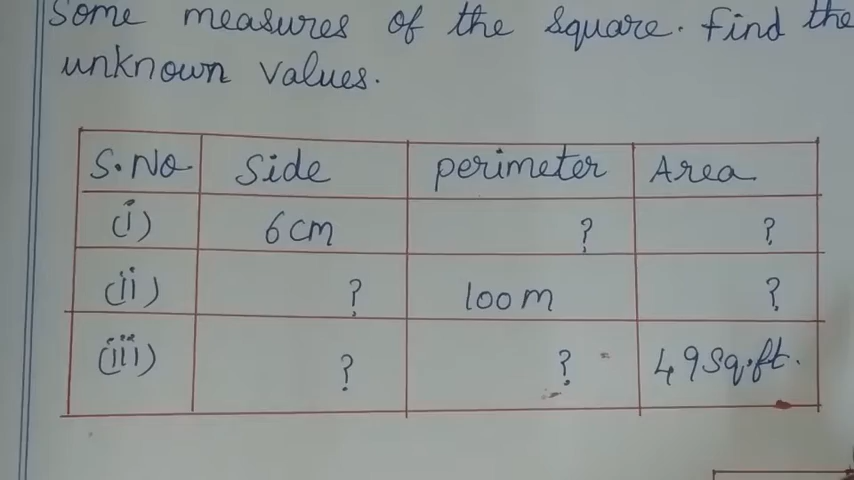 Some measures of the square. Find the
unknown values.
S.No Side perimeter Area
(i) 6cm ? ?
(ii) ? 100m ?
(iii) ? ? 49sq.ft.